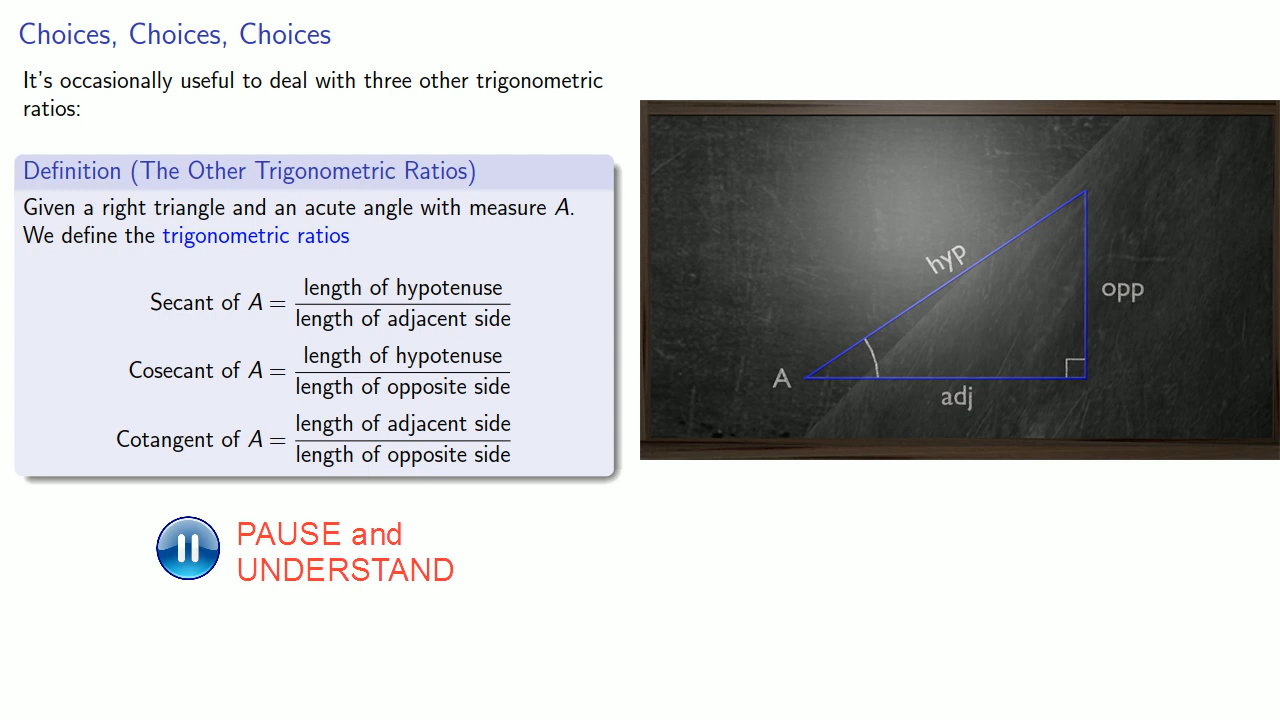 Choices, Choices, Choices
It's occasionally useful to deal with three other trigonometric
ratios:
Definition (The Other Trigonometric Ratios)
Given a right triangle and an acute angle with measure A.
We define the trigonometric ratios
Secant of A = length of hypotenuse / length of adjacent side
Cosecant of A = length of hypotenuse / length of opposite side
Cotangent of A = length of adjacent side / length of opposite side
PAUSE and
UNDERSTAND
hyp
opp
A
adj